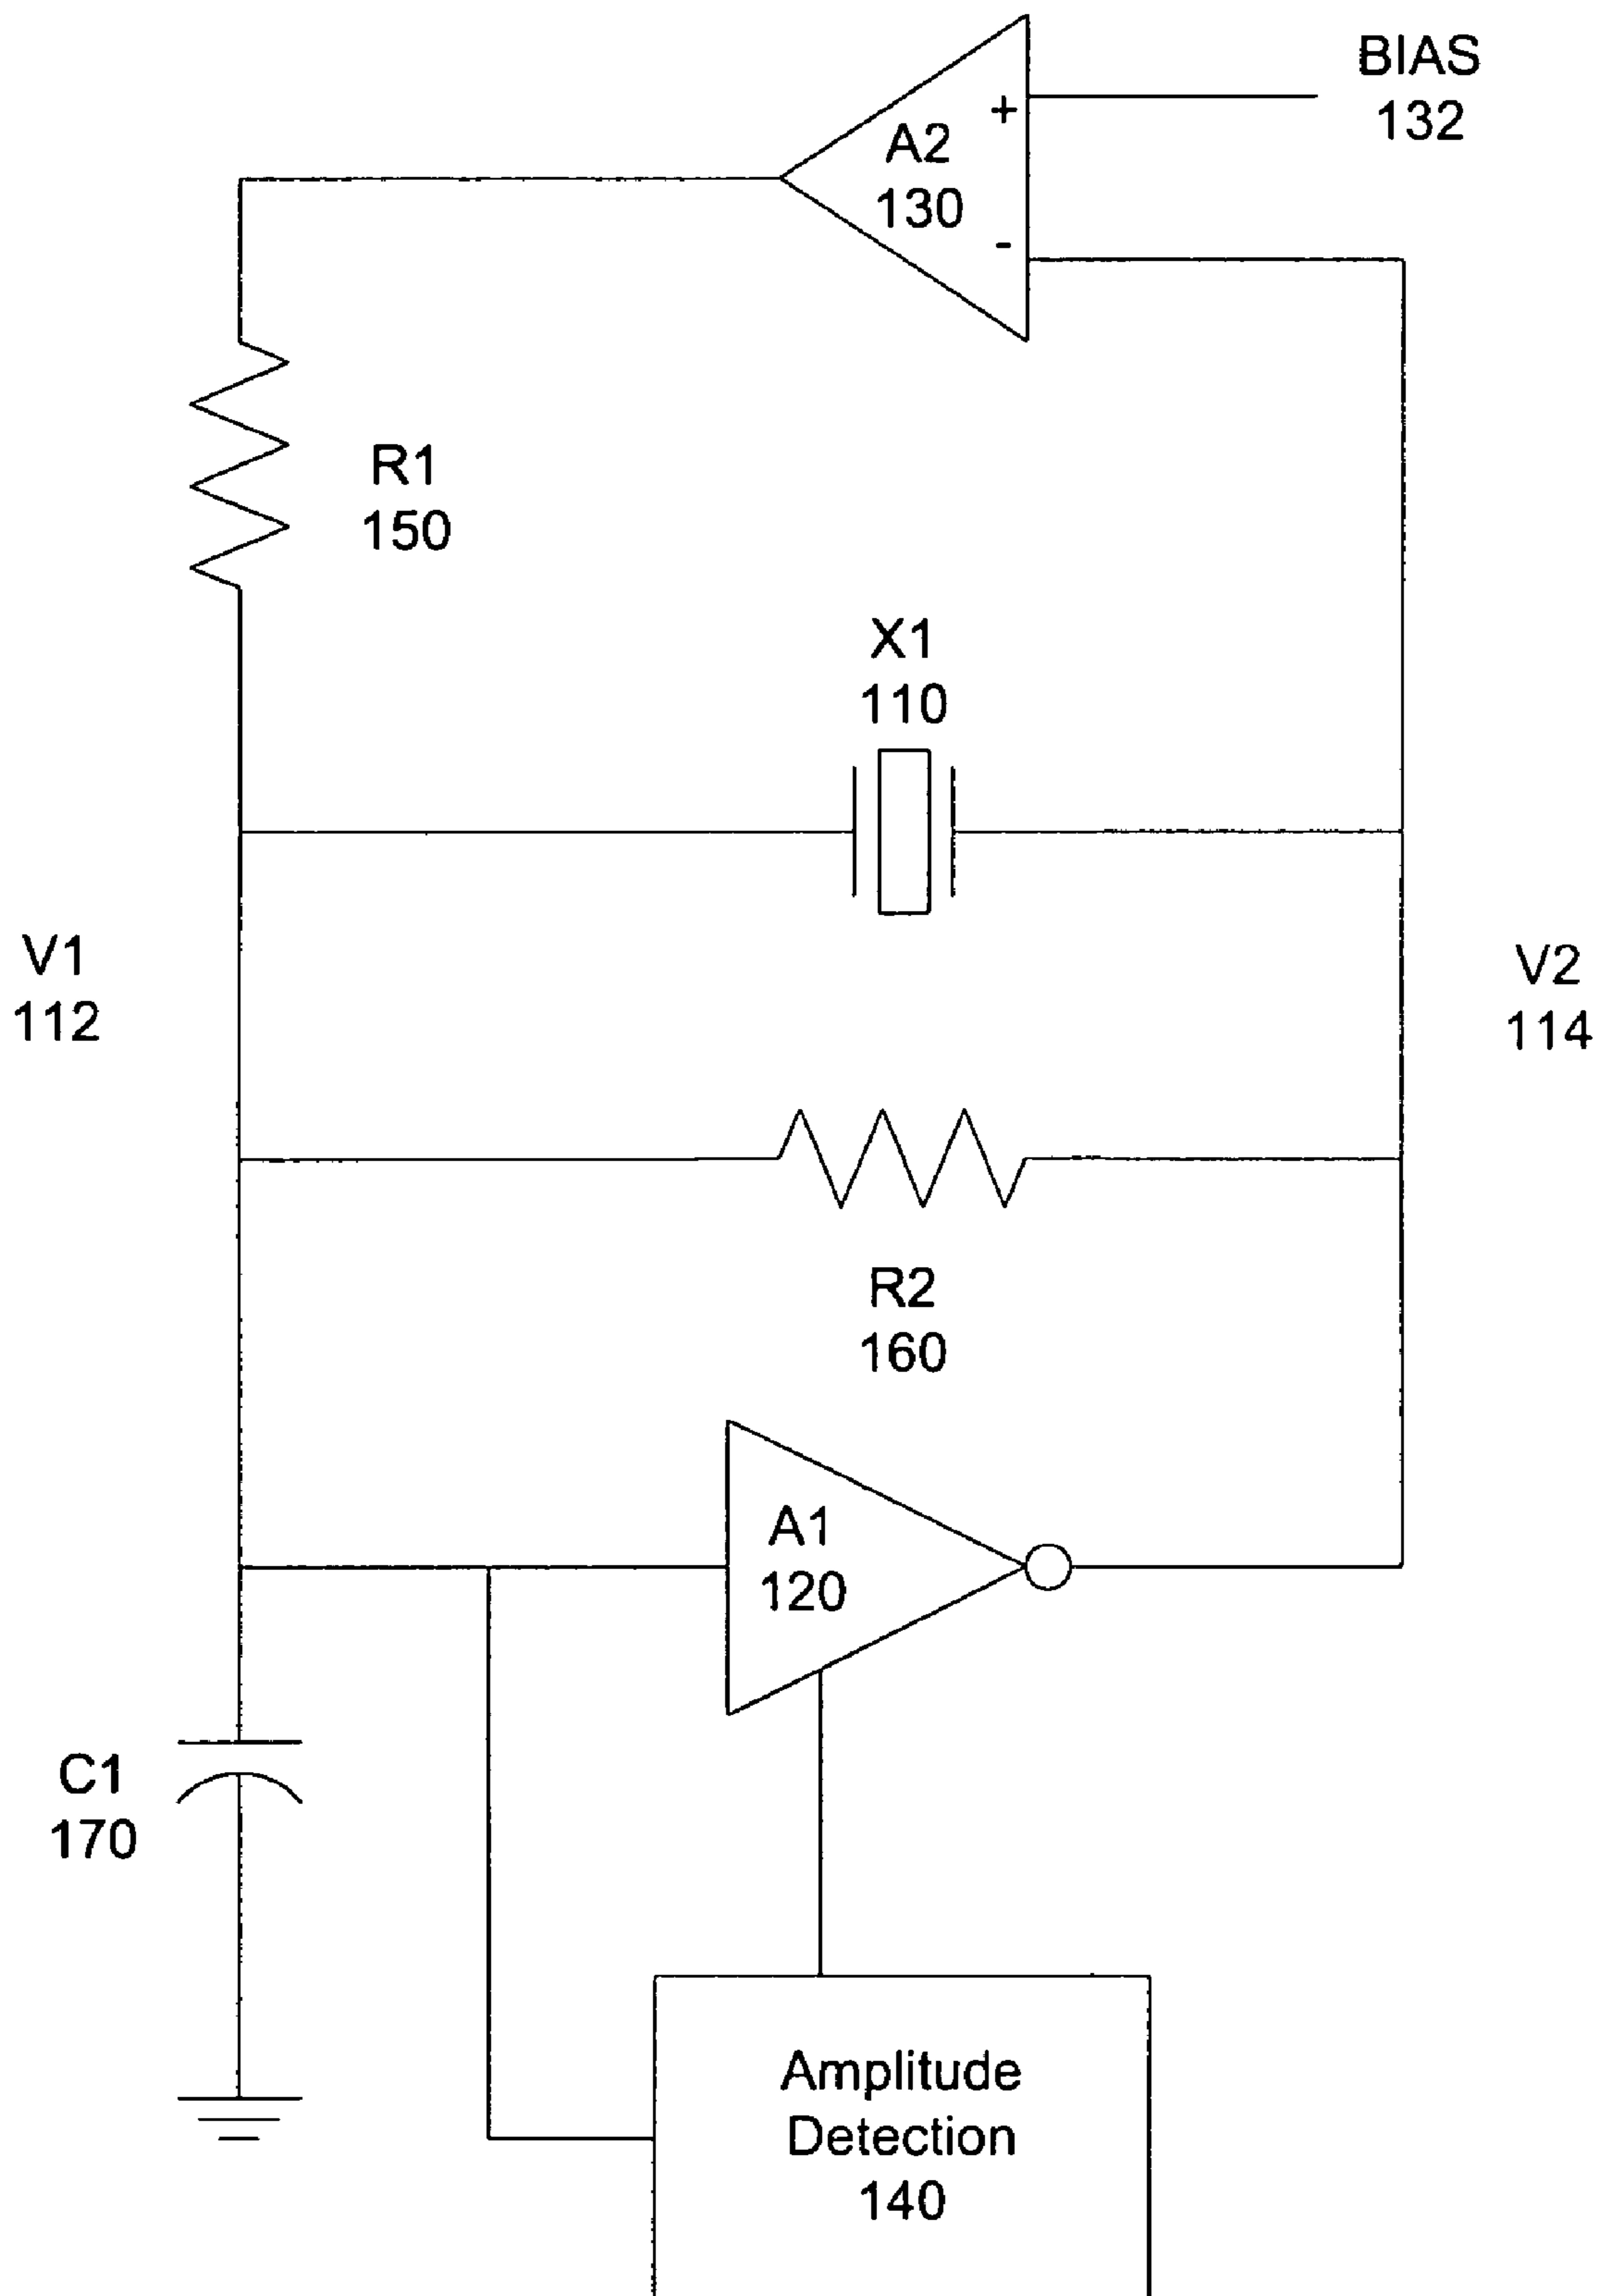 BIAS
132
+
A2
130
-
R1
150
X1
110
V1
112
V2
114
R2
160
A1
120
C1
170
Amplitude
Detection
140